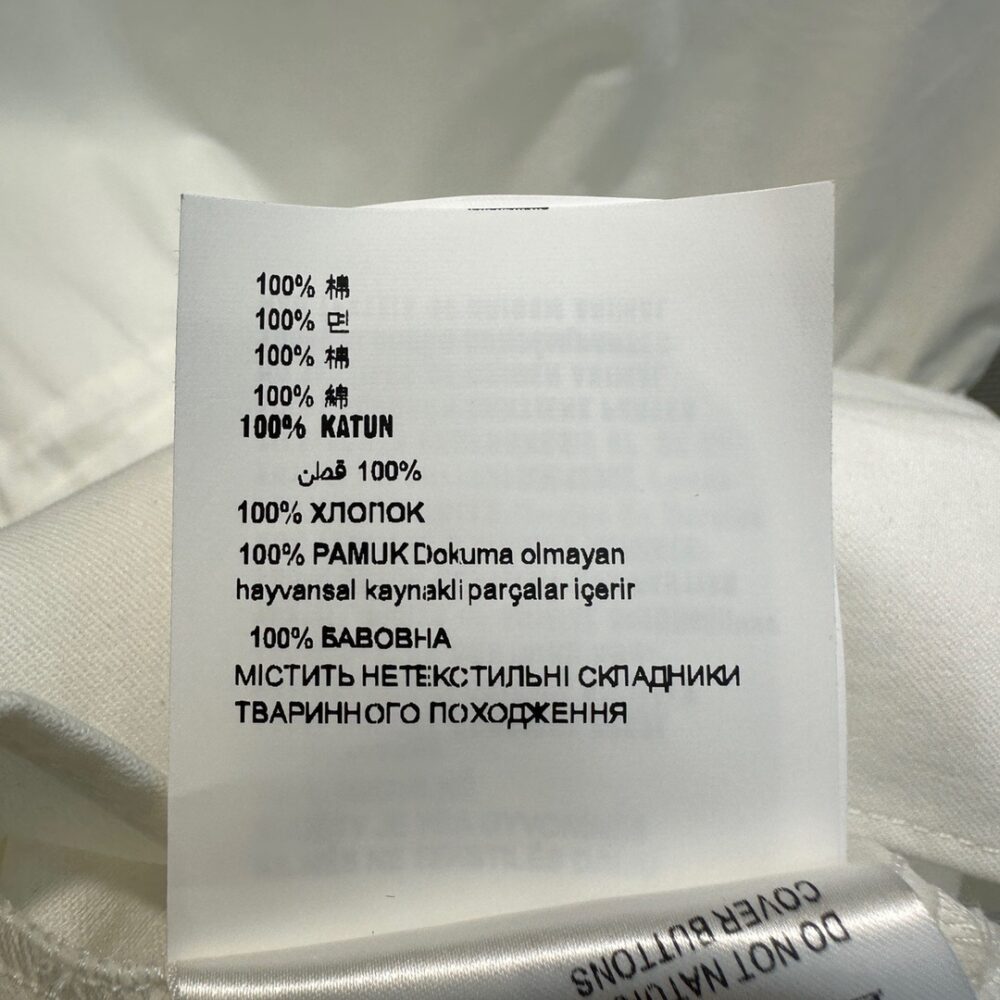 100% 棉
100% 면
100% 棉
100% 綿
100% KATUN
100% قطن
100% ХЛОПОК
100% PAMUK Dokuma olmayan
hayvansal kaynakli parçalar içerir
100% БАВОВНА
МІСТИТЬ НЕТЕКСТИЛЬНІ СКЛАДНИКИ
ТВАРИННОГО ПОХОДЖЕННЯ
DO NOT
COVER BUTTONS